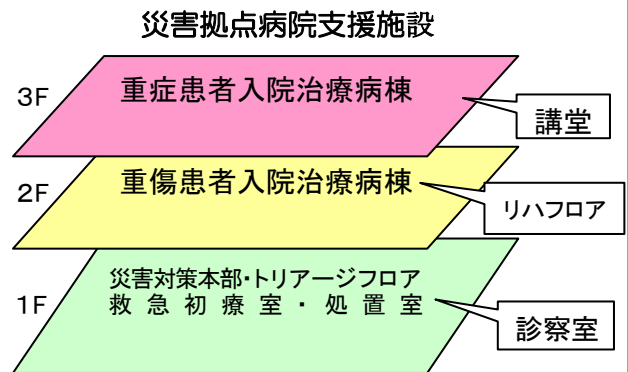 災害拠点病院支援施設
3F
重症患者入院治療病棟
講堂
2F
重傷患者入院治療病棟
リハフロア
1F
災害対策本部・トリアージフロア
救急初療室・処置室
診察室